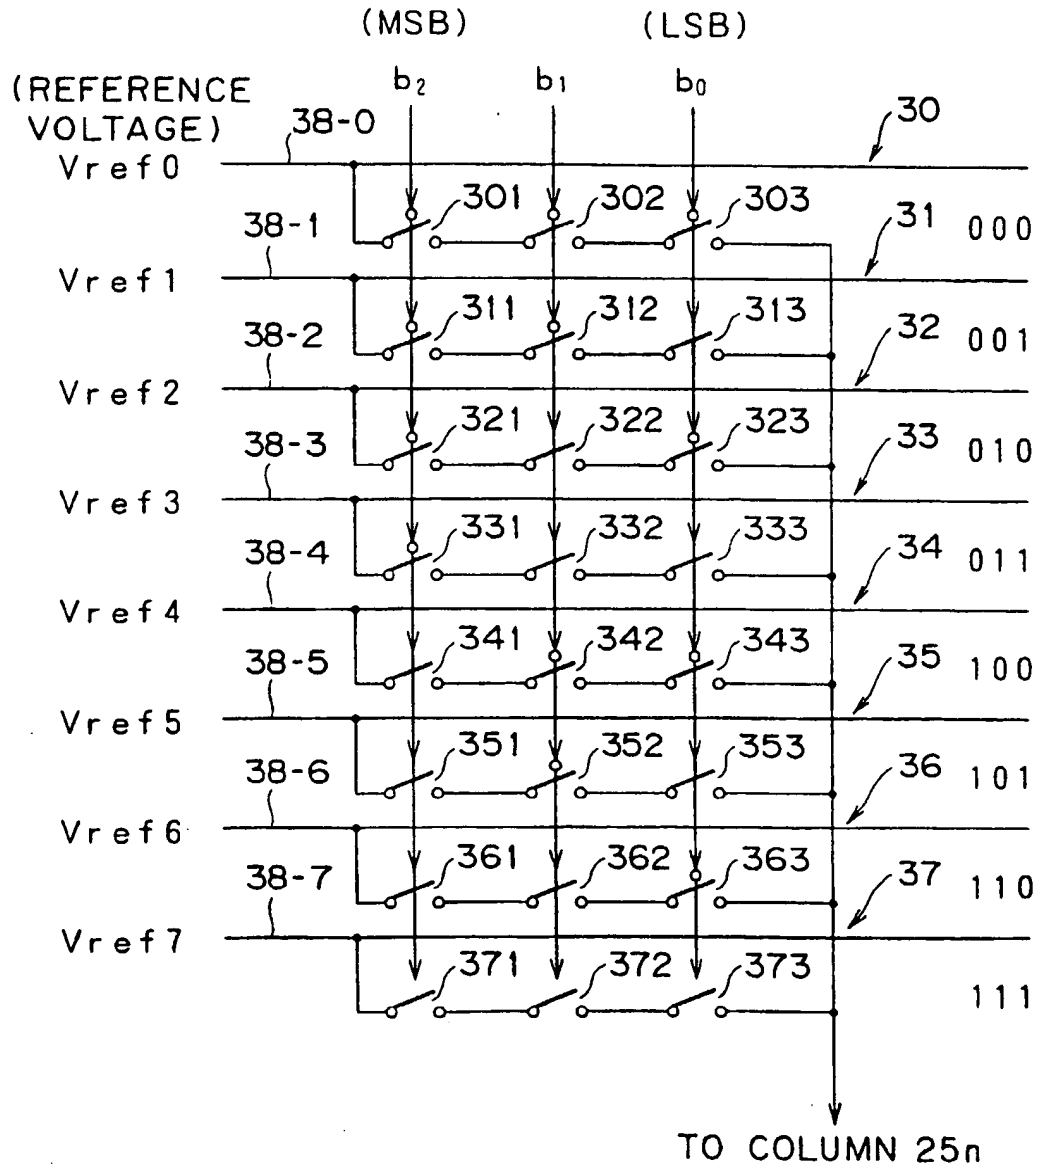 (MSB) (LSB)
b2 b1 b0
(REFERENCE
VOLTAGE)
38-0 30
Vref0
301 302 303
38-1 31 000
Vref1
311 312 313
38-2 32 001
Vref2
321 322 323
38-3 33 010
Vref3
331 332 333
38-4 34 011
Vref4
341 342 343
38-5 35 100
Vref5
351 352 353
38-6 36 101
Vref6
361 362 363
38-7 37 110
Vref7
371 372 373
111
TO COLUMN 25n